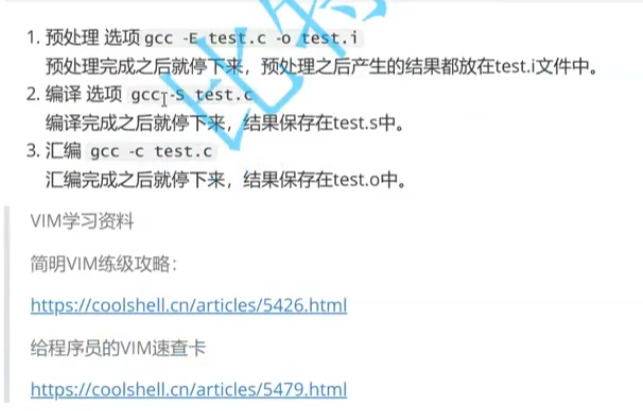 1. 预处理 选项 gcc -E test.c -o test.i
预处理完成之后就停下来，预处理之后产生的结果都放在test.i文件中。
2. 编译 选项 gcc -S test.c
编译完成之后就停下来，结果保存在test.s中。
3. 汇编 gcc -c test.c
汇编完成之后就停下来，结果保存在test.o中。
VIM学习资料
简明VIM练级攻略：
https://coolshell.cn/articles/5426.html
给程序员的VIM速查卡
https://coolshell.cn/articles/5479.html
比特